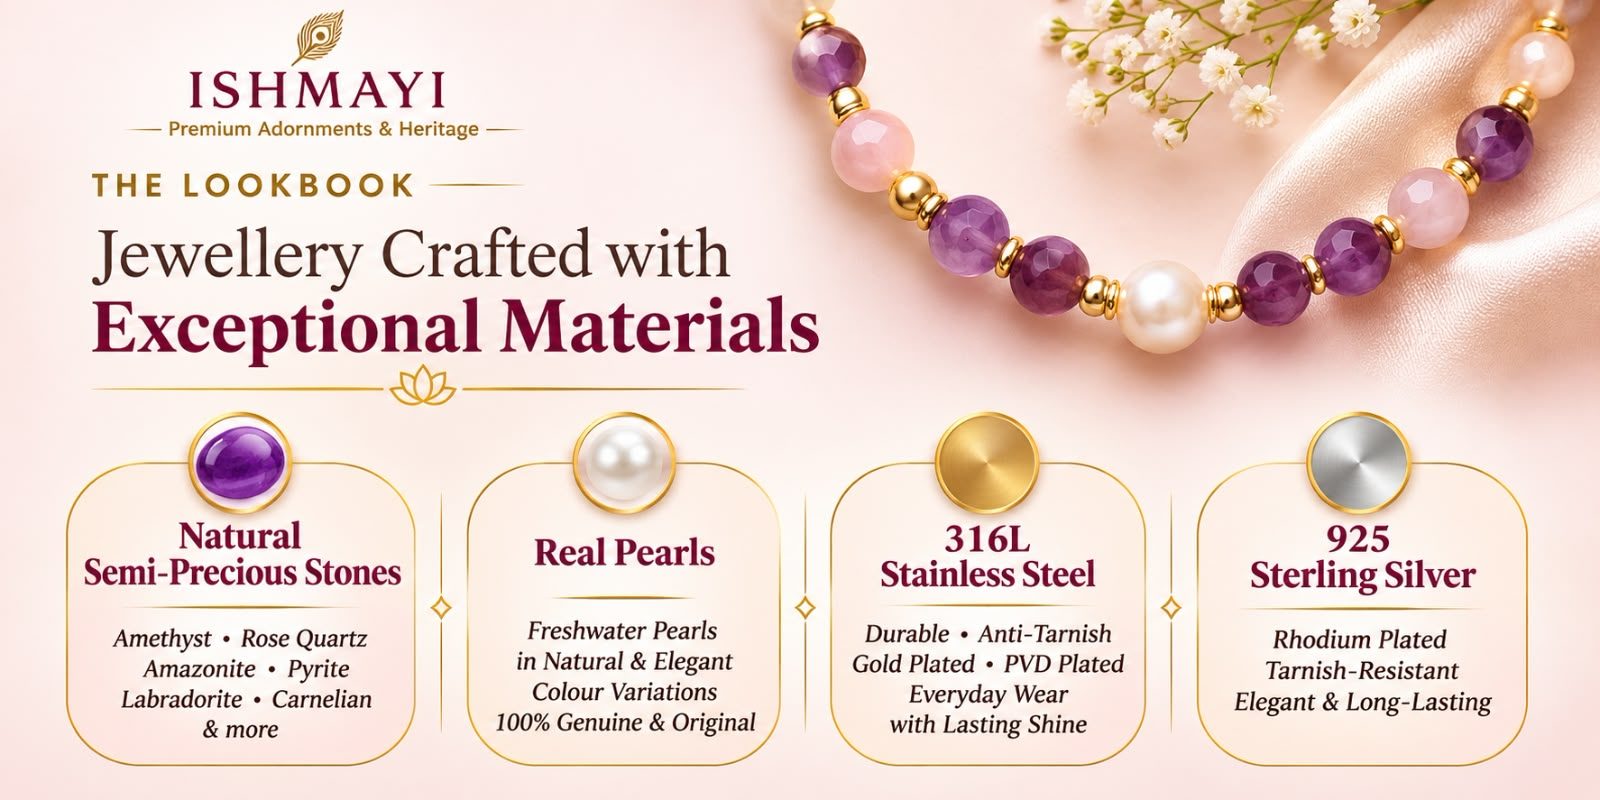 ISHMAYI
Premium Adornments & Heritage
THE LOOKBOOK
Jewellery Crafted with
Exceptional Materials
Natural
Semi-Precious Stones
Amethyst • Rose Quartz
Amazonite • Pyrite
Labradorite • Carnelian
& more
Real Pearls
Freshwater Pearls
in Natural & Elegant
Colour Variations
100% Genuine & Original
316L
Stainless Steel
Durable • Anti-Tarnish
Gold Plated • PVD Plated
Everyday Wear
with Lasting Shine
925
Sterling Silver
Rhodium Plated
Tarnish-Resistant
Elegant & Long-Lasting